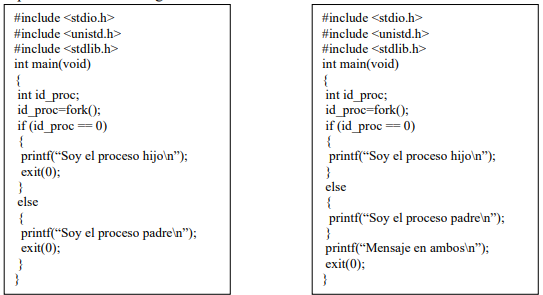 #include <stdio.h>
#include <unistd.h>
#include <stdlib.h>
int main(void)
{
int id_proc;
id_proc=fork();
if (id_proc == 0)
{
printf(“Soy el proceso hijo\n”);
exit(0);
}
else
{
printf(“Soy el proceso padre\n”);
exit(0);
}
}
#include <stdio.h>
#include <unistd.h>
#include <stdlib.h>
int main(void)
{
int id_proc;
id_proc=fork();
if (id_proc == 0)
{
printf(“Soy el proceso hijo\n”);
}
else
{
printf(“Soy el proceso padre\n”);
}
printf(“Mensaje en ambos\n”);
exit(0);
}